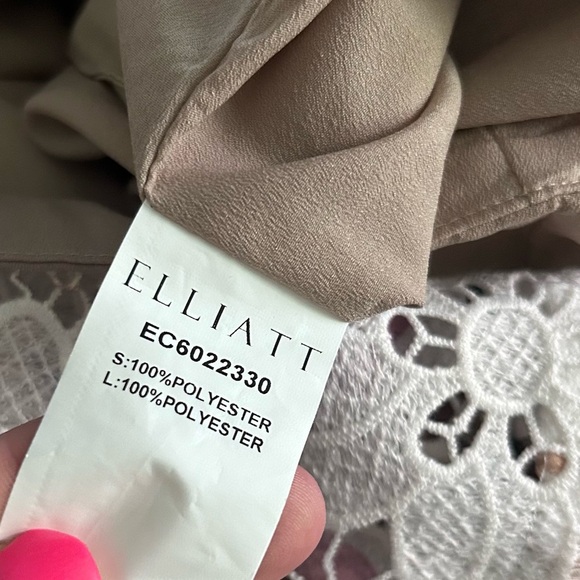 ELLIATT
EC6022330
S:100%POLYESTER
L:100%POLYESTER